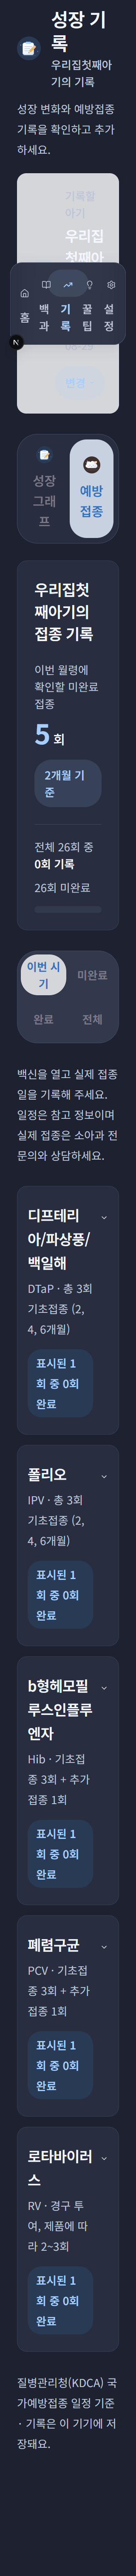 성장 기
록
우리집첫째아
기의 기록
성장 변화와 예방접종
기록을 확인하고 추가
하세요.
기록할
아기
우리집
첫째아
변경
홈
백
과
기
록
꿀
팁
설
정
N
성장
그래
프
예방
접종
우리집첫
째아기의
접종 기록
이번 월령에
확인할 미완료
접종
5 회
2개월 기
준
전체 26회 중
0회 기록
26회 미완료
이번 시
기
미완료
완료
전체
백신을 열고 실제 접종
일을 기록해 주세요.
일정은 참고 정보이며
실제 접종은 소아과 전
문의와 상담하세요.
디프테리
아/파상풍/
백일해
DTaP · 총 3회
기초접종 (2,
4, 6개월)
표시된 1
회 중 0회
완료
폴리오
IPV · 총 3회
기초접종 (2,
4, 6개월)
표시된 1
회 중 0회
완료
b형헤모필
루스인플루
엔자
Hib · 기초접
종 3회 + 추가
접종 1회
표시된 1
회 중 0회
완료
폐렴구균
PCV · 기초접
종 3회 + 추가
접종 1회
표시된 1
회 중 0회
완료
로타바이러
스
RV · 경구 투
여, 제품에 따
라 2~3회
표시된 1
회 중 0회
완료
질병관리청(KDCA) 국
가예방접종 일정 기준
· 기록은 이 기기에 저
장돼요.